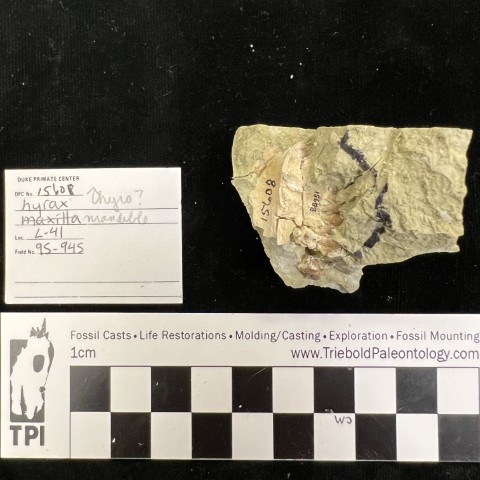 DUKE PRIMATE CENTER
DPC No. 15608
Thyro?
hyrax
maxilla mandible
Loc. L-41
Field No. 95-945
15608
Fossil Casts • Life Restorations • Molding/Casting • Exploration • Fossil Mounting
1cm
www.TrieboldPaleontology.com
TPI
CM